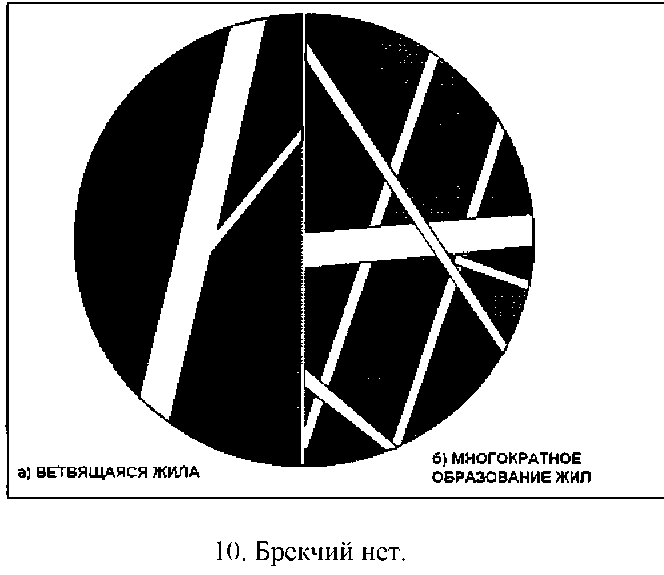 а) ВЕТВЯЩАЯСЯ ЖИЛА
б) МНОГОКРАТНОЕ
ОБРАЗОВАНИЕ ЖИЛ
10. Брекчий нет.